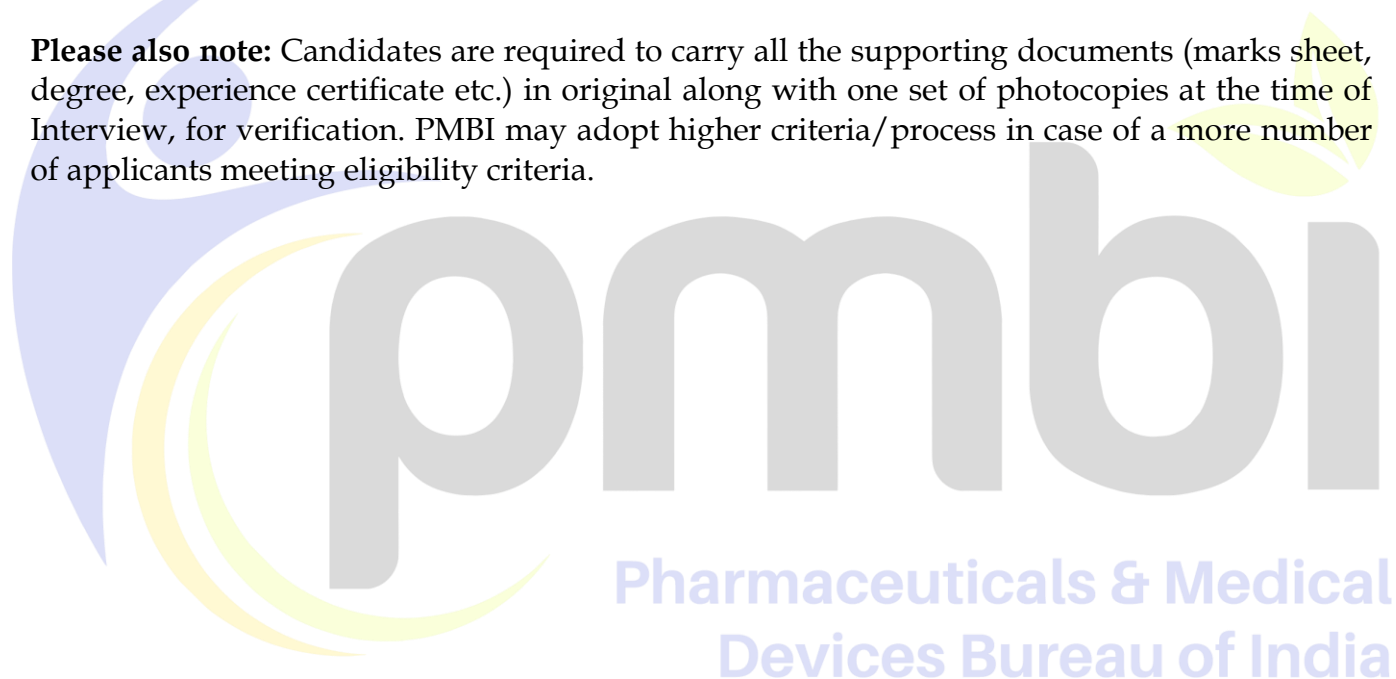 Please also note: Candidates are required to carry all the supporting documents (marks sheet,
degree, experience certificate etc.) in original along with one set of photocopies at the time of
Interview, for verification. PMBI may adopt higher criteria/process in case of a more number
of applicants meeting eligibility criteria.
pmbi
Pharmaceuticals & Medical
Devices Bureau of India